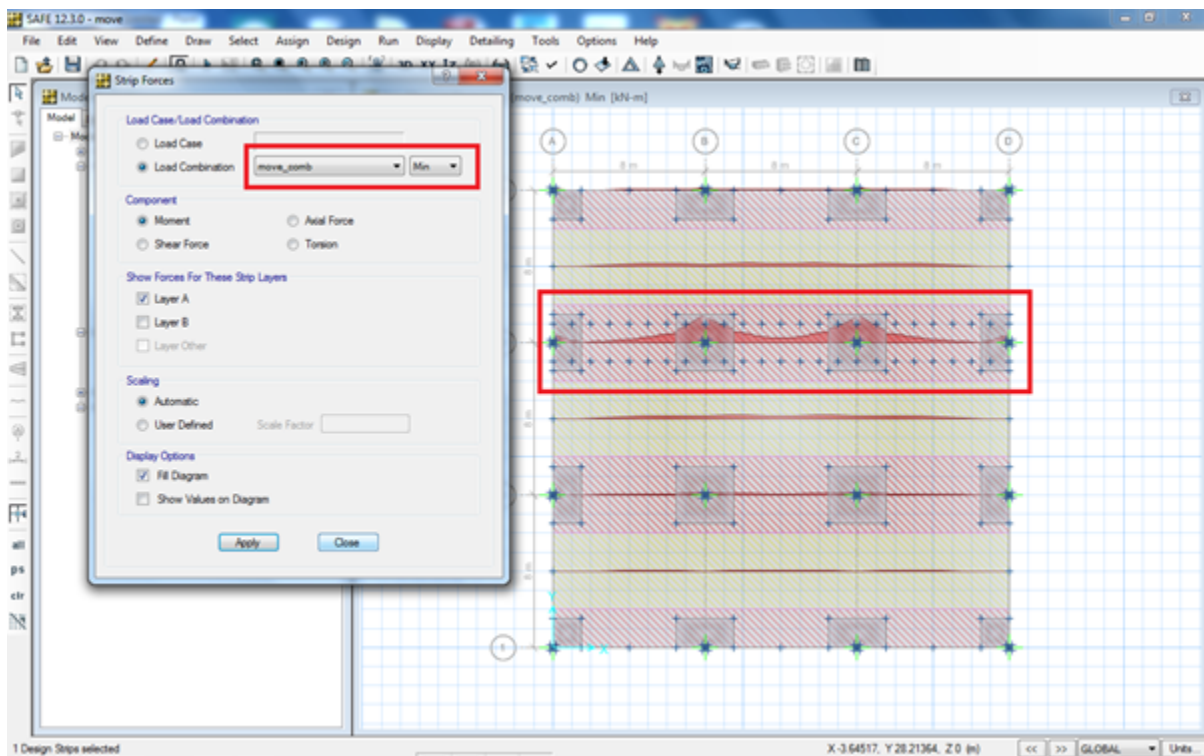 SAFE 12.3.0 - move
File Edit View Define Draw Select Assign Design Run Display Detailing Tools Options Help
Strip Forces
(move_comb) Min [kN-m]
Model
Load Case/Load Combination
Load Case
Load Combination move_comb Min
Component
Moment Axial Force
Shear Force Torsion
Show Forces For These Strip Layers
Layer A
Layer B
Layer Other
Scaling
Automatic
User Defined Scale Factor
Display Options
Fill Diagram
Show Values on Diagram
Apply Close
A B C D
8 m 8 m 8 m
8 m
8 m
8 m
Y
X
all
ps
clr
1 Design Strips selected
X -3.64517, Y 28.21364, Z 0 (m) << >> GLOBAL Units...